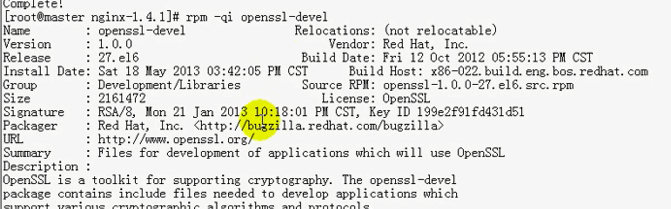 Complete!
[root@master nginx-1.4.1]# rpm -qi openssl-devel
Name        : openssl-devel                Relocations: (not relocatable)
Version     : 1.0.0                             Vendor: Red Hat, Inc.
Release     : 27.el6                        Build Date: Fri 12 Oct 2012 05:55:13 PM CST
Install Date: Sat 18 May 2013 03:42:05 PM CST      Build Host: x86-022.build.eng.bos.redhat.com
Group       : Development/Libraries         Source RPM: openssl-1.0.0-27.el6.src.rpm
Size        : 2161472                          License: OpenSSL
Signature   : RSA/8, Mon 21 Jan 2013 10:18:01 PM CST, Key ID 199e2f91fd431d51
Packager    : Red Hat, Inc. <http://bugzilla.redhat.com/bugzilla>
URL         : http://www.openssl.org/
Summary     : Files for development of applications which will use OpenSSL
Description :
OpenSSL is a toolkit for supporting cryptography. The openssl-devel
package contains include files needed to develop applications which
support various cryptographic algorithms and protocols.